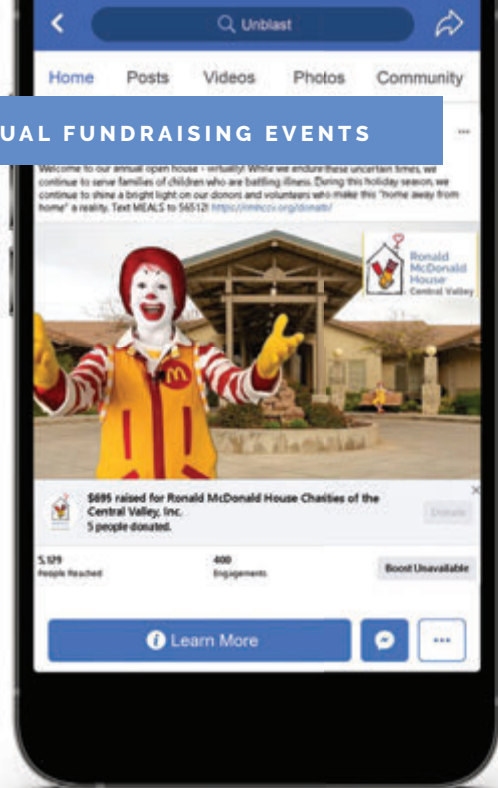 Unblast
Home Posts Videos Photos Community
UAL FUNDRAISING EVENTS
Welcome to our annual open house - virtually! While we endure these uncertain times, we
continue to serve families of children who are battling illness. During this holiday season, we
continue to shine a bright light on our donors and volunteers who make this "home away from
home" a reality. Text MEALS to 56512! https://rmhccv.org/donate/
Ronald
McDonald
House
Central Valley
$695 raised for Ronald McDonald House Charities of the
Central Valley, Inc.
5 people donated.
Donate
5,129 400
People Reached Engagements
Boost Unavailable
Learn More